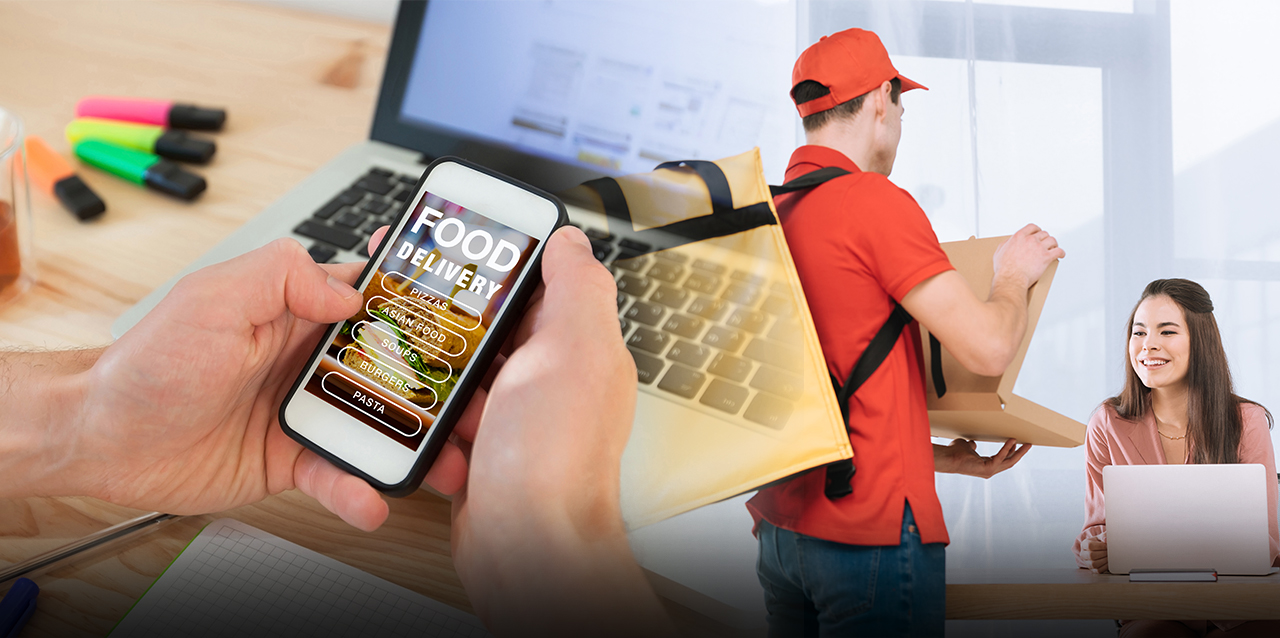 FOOD
DELIVERY
PIZZAS
ASIAN FOOD
SOUPS
BURGERS
PASTA